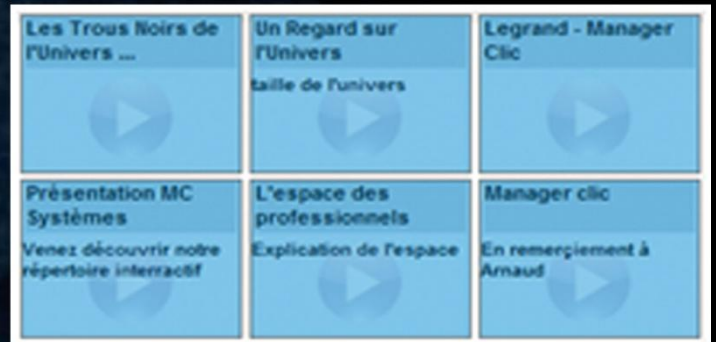 Les Trous Noirs de
l'Univers ...
Un Regard sur
l'Univers
taille de l'univers
Legrand - Manager
Clic
Présentation MC
Systèmes
Venez découvrir notre
répertoire interractif
L'espace des
professionnels
Explication de l'espace
Manager clic
En remerçiement à
Arnaud